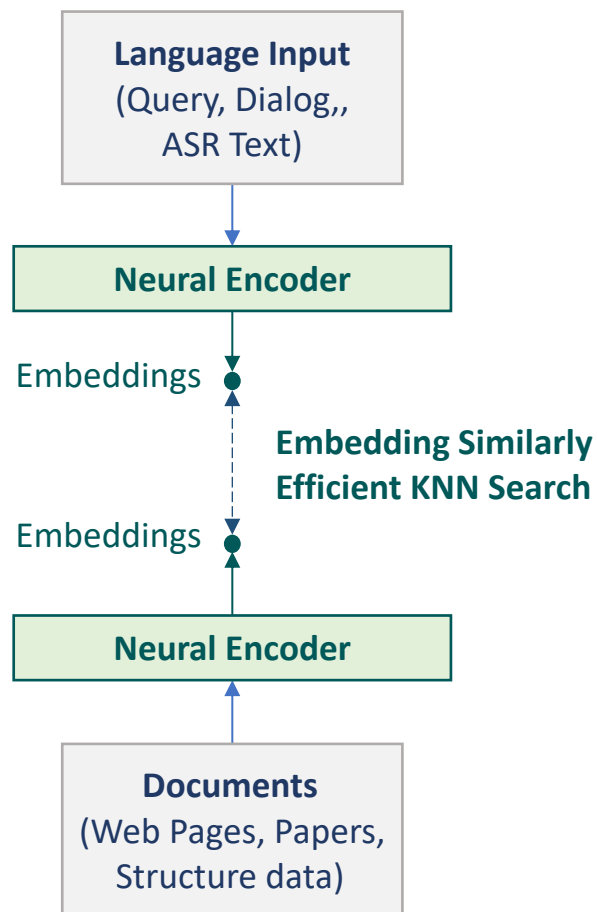 Language Input
(Query, Dialog,,
ASR Text)
Neural Encoder
Embeddings
Embedding Similarly
Efficient KNN Search
Embeddings
Neural Encoder
Documents
(Web Pages, Papers,
Structure data)